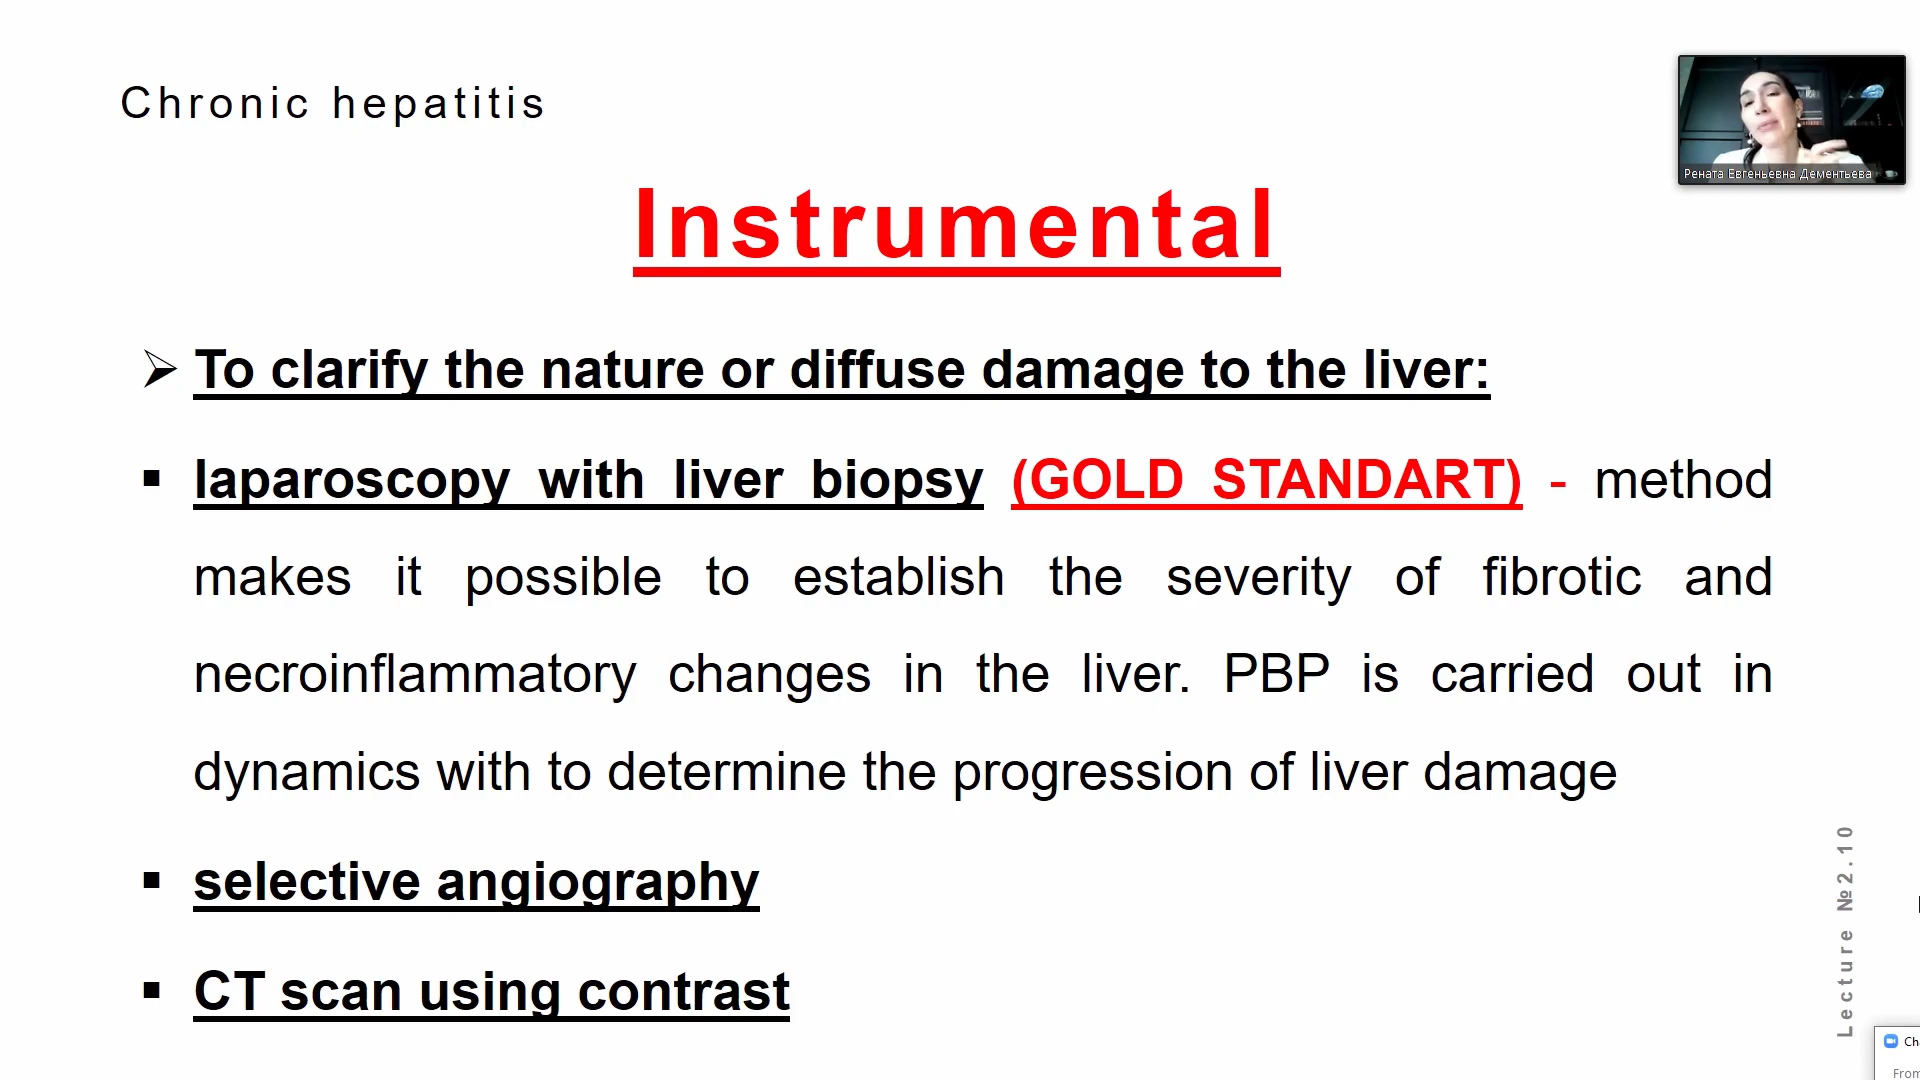 Chronic hepatitis
Рената Евгеньевна Дементьева
Instrumental
➢ To clarify the nature or diffuse damage to the liver:
▪ laparoscopy with liver biopsy (GOLD STANDART) - method
makes it possible to establish the severity of fibrotic and
necroinflammatory changes in the liver. PBP is carried out in
dynamics with to determine the progression of liver damage
▪ selective angiography
▪ CT scan using contrast
Lecture №2.10
From